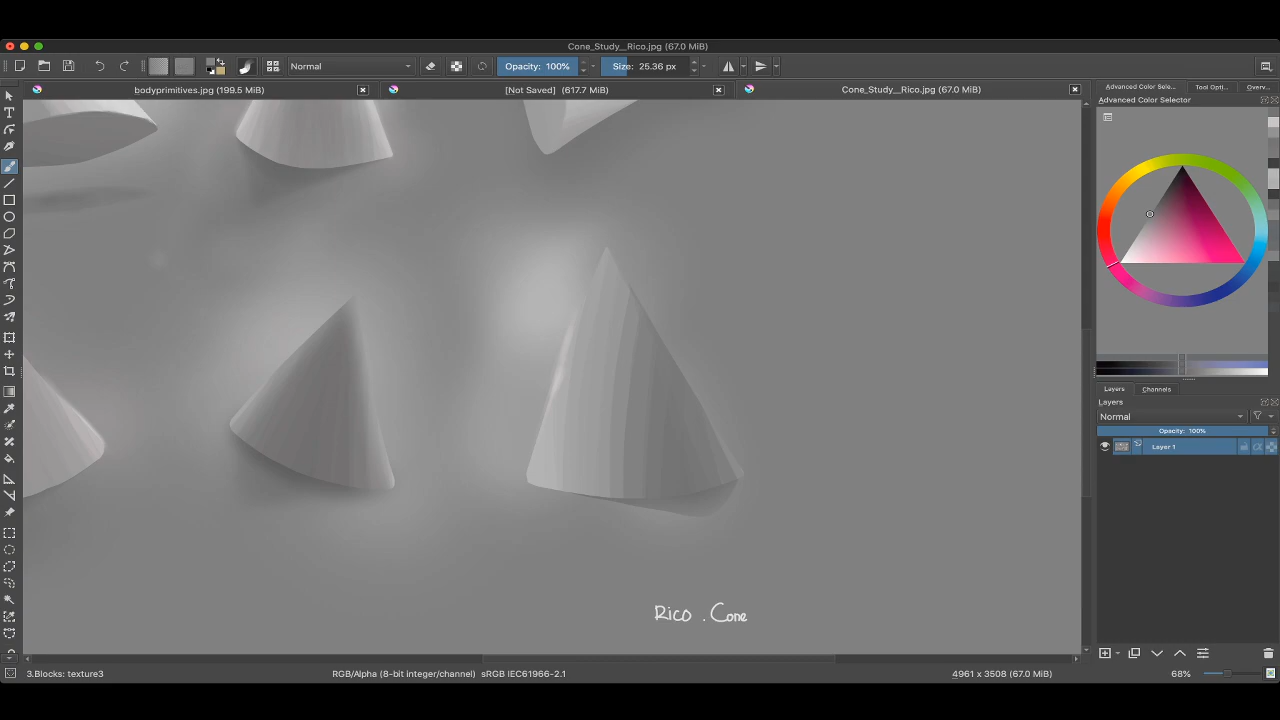 Cone_Study__Rico.jpg (67.0 MiB)
Normal
Opacity: 100%
Size: 25.36 px
bodyprimitives.jpg (199.5 MiB)
[Not Saved] (617.7 MiB)
Cone_Study__Rico.jpg (67.0 MiB)
Advanced Color Sele...
Tool Opti...
Overv...
Advanced Color Selector
Layers
Channels
Layers
Normal
Opacity: 100%
Layer 1
Rico . Cone
3.Blocks: texture3
RGB/Alpha (8-bit integer/channel) sRGB IEC61966-2.1
4961 x 3508 (67.0 MiB)
68%